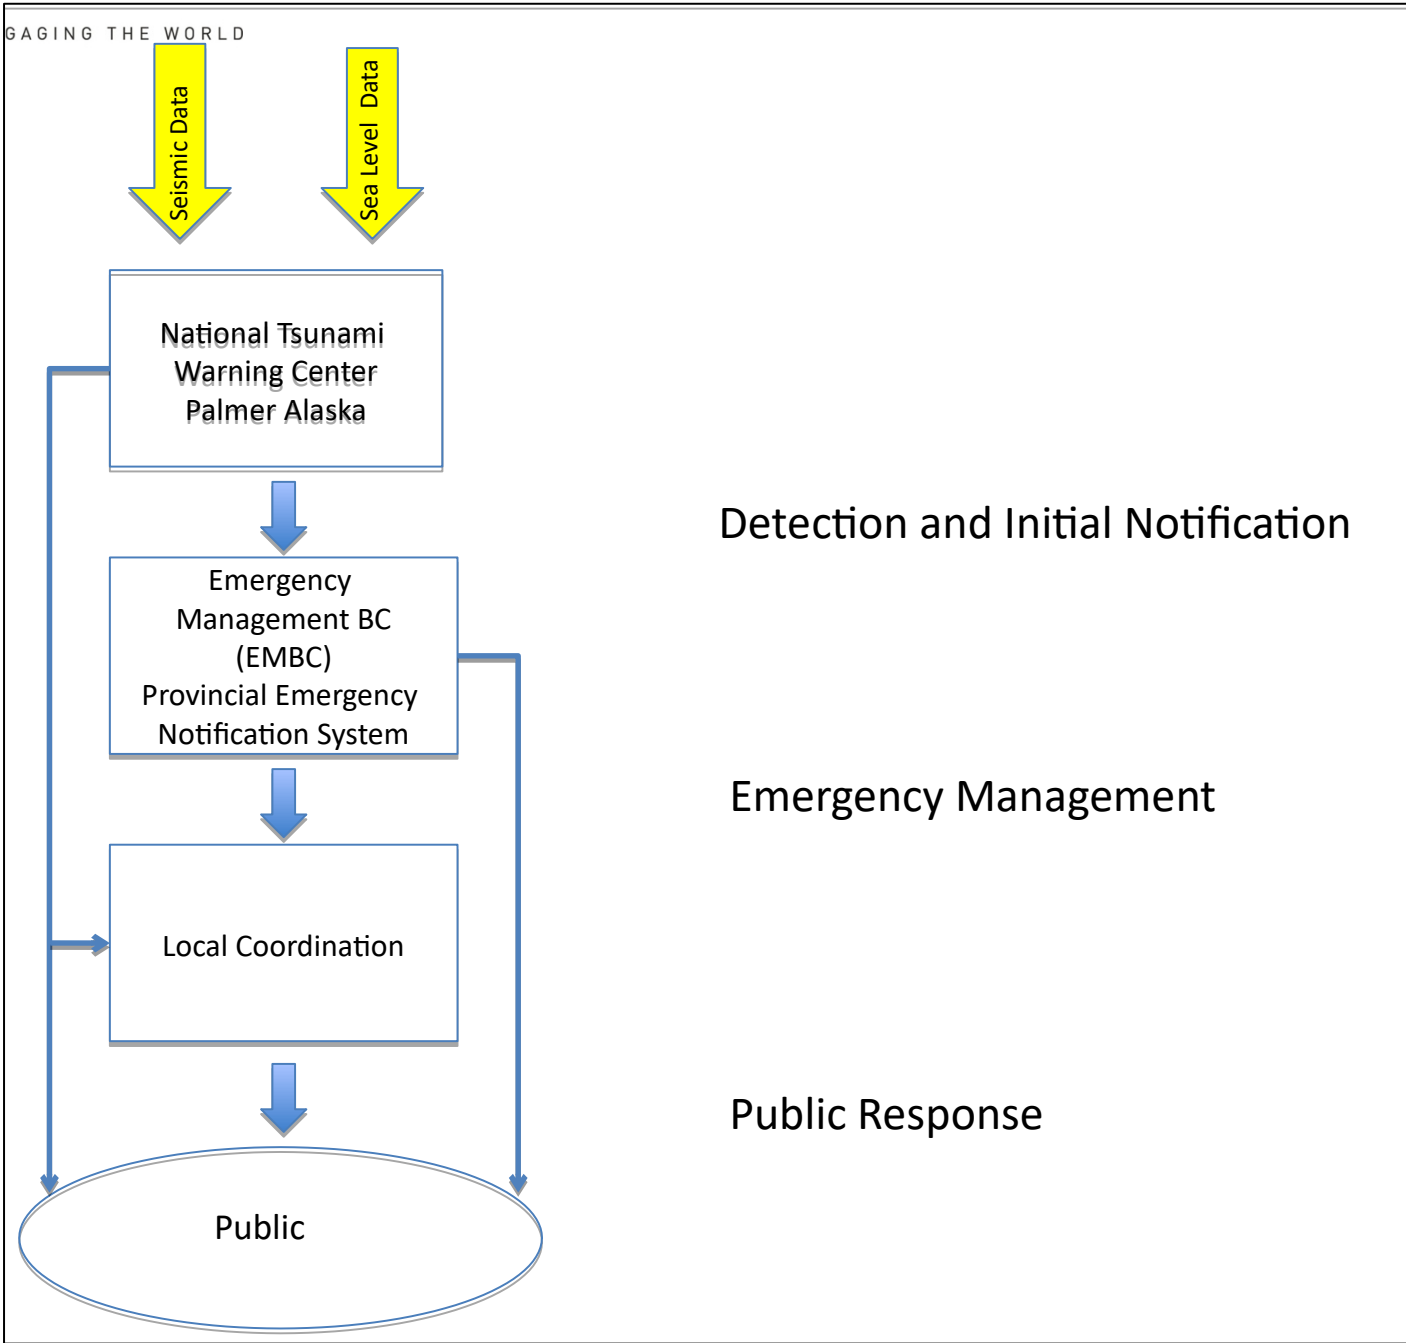 GAGING THE WORLD
Seismic Data
Sea Level Data
National Tsunami
Warning Center
Palmer Alaska
Detection and Initial Notification
Emergency
Management BC
(EMBC)
Provincial Emergency
Notification System
Emergency Management
Local Coordination
Public Response
Public